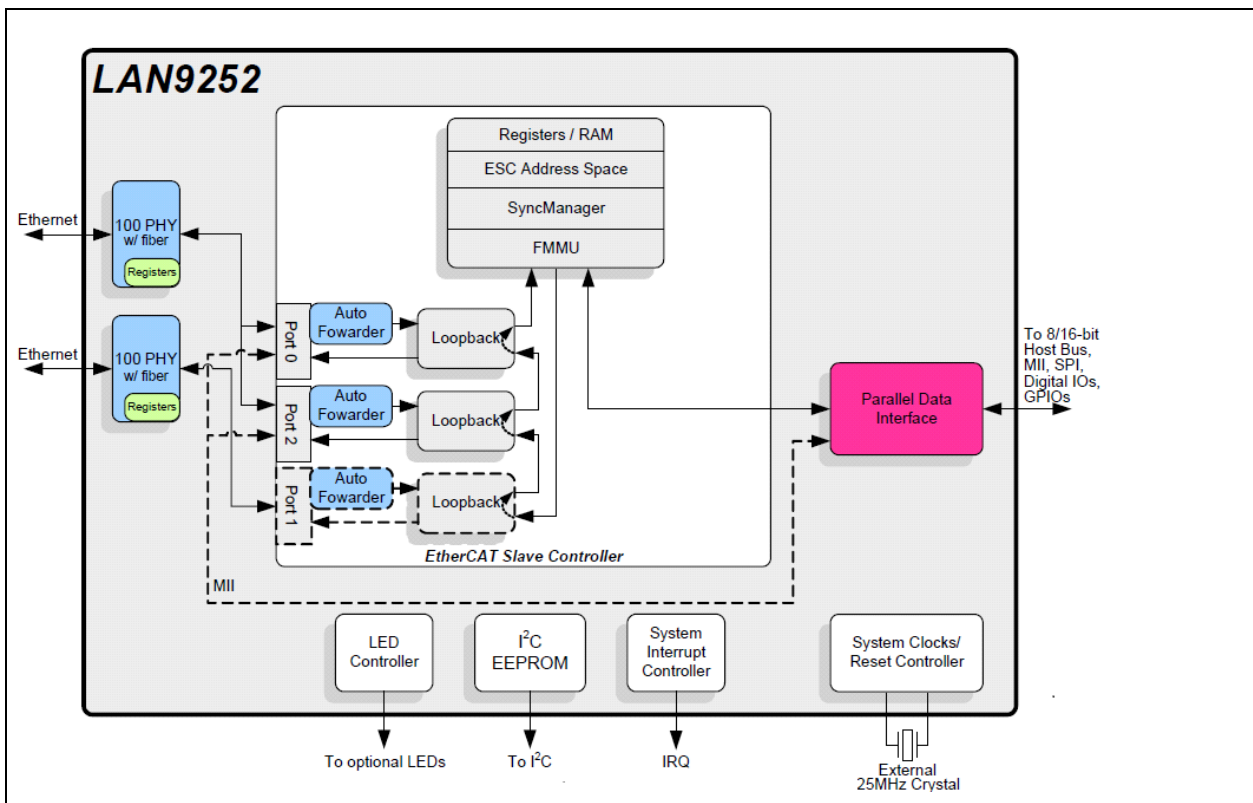 LAN9252
Registers / RAM
ESC Address Space
SyncManager
FMMU
Ethernet
100 PHY
w/ fiber
Registers
Ethernet
100 PHY
w/ fiber
Registers
Port 0
Auto
Fowarder
Loopback
Port 2
Auto
Fowarder
Loopback
Port 1
Auto
Fowarder
Loopback
EtherCAT Slave Controller
MII
Parallel Data
Interface
To 8/16-bit
Host Bus,
MII, SPI,
Digital IOs,
GPIOs
LED
Controller
I²C
EEPROM
System
Interrupt
Controller
System Clocks/
Reset Controller
To optional LEDs
To I²C
IRQ
External
25MHz Crystal